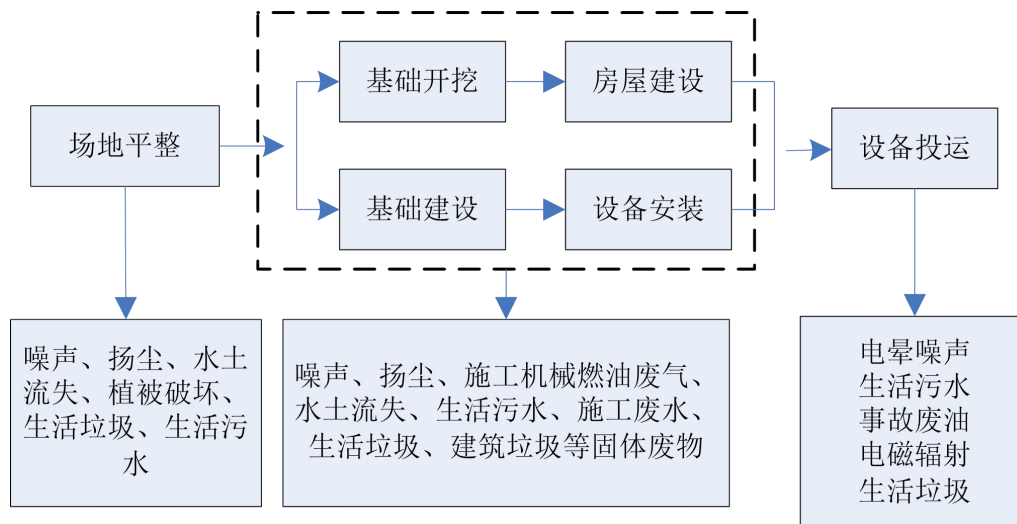 基础开挖
房屋建设
场地平整
设备投运
基础建设
设备安装
噪声、扬尘、水土
流失、植被破坏、
生活垃圾、生活污
水
噪声、扬尘、施工机械燃油废气、
水土流失、生活污水、施工废水、
生活垃圾、建筑垃圾等固体废物
电晕噪声
生活污水
事故废油
电磁辐射
生活垃圾